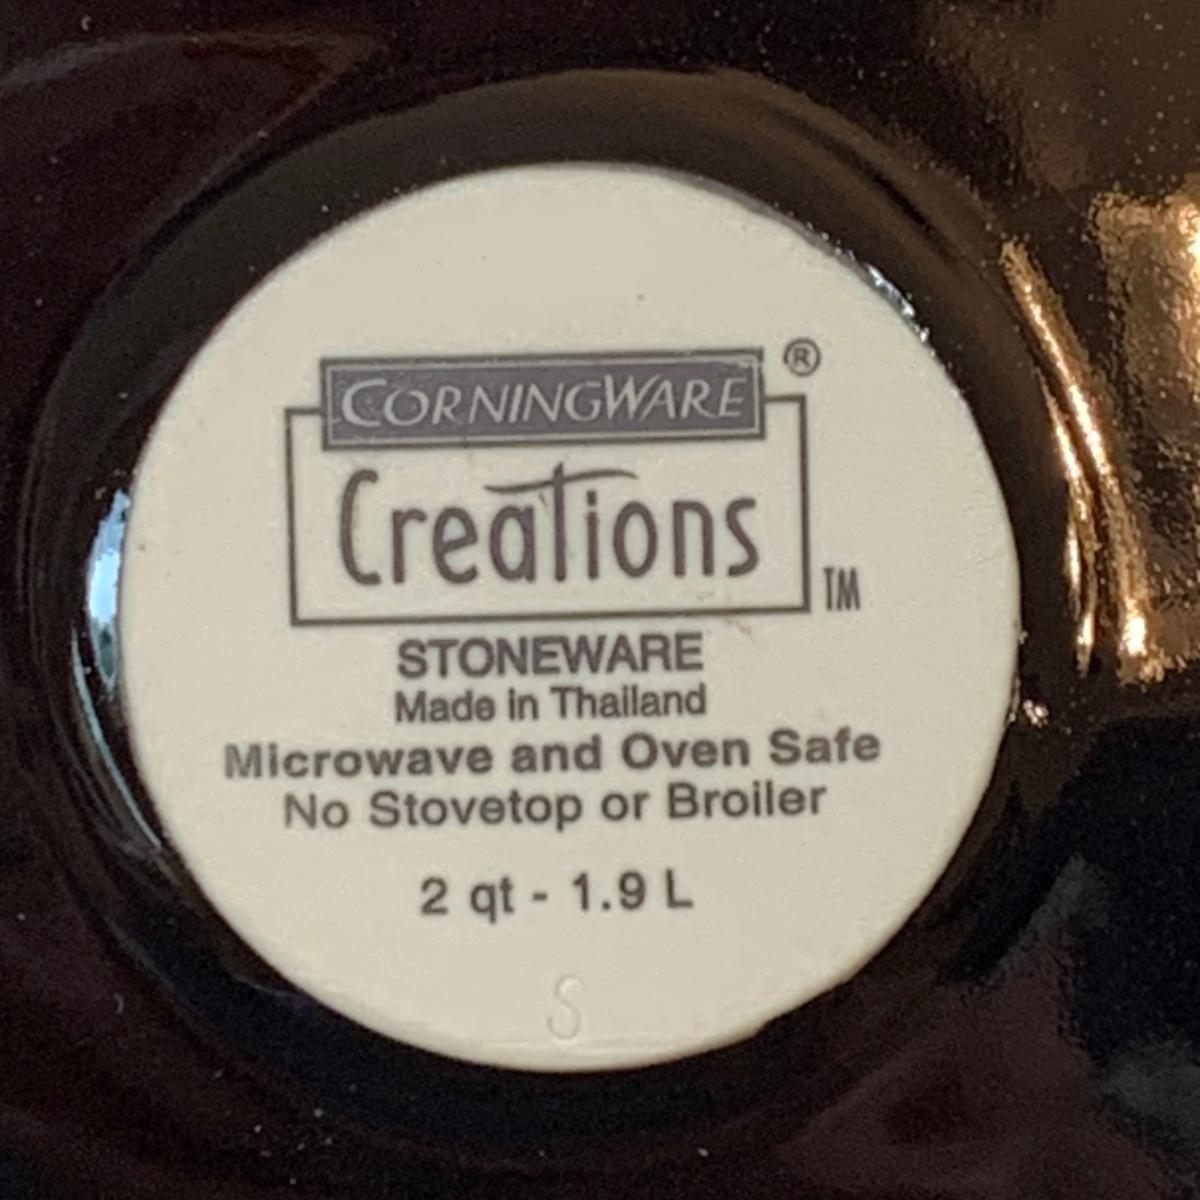 CORNINGWARE ®
Creations ™
STONEWARE
Made in Thailand
Microwave and Oven Safe
No Stovetop or Broiler
2 qt - 1.9 L
S